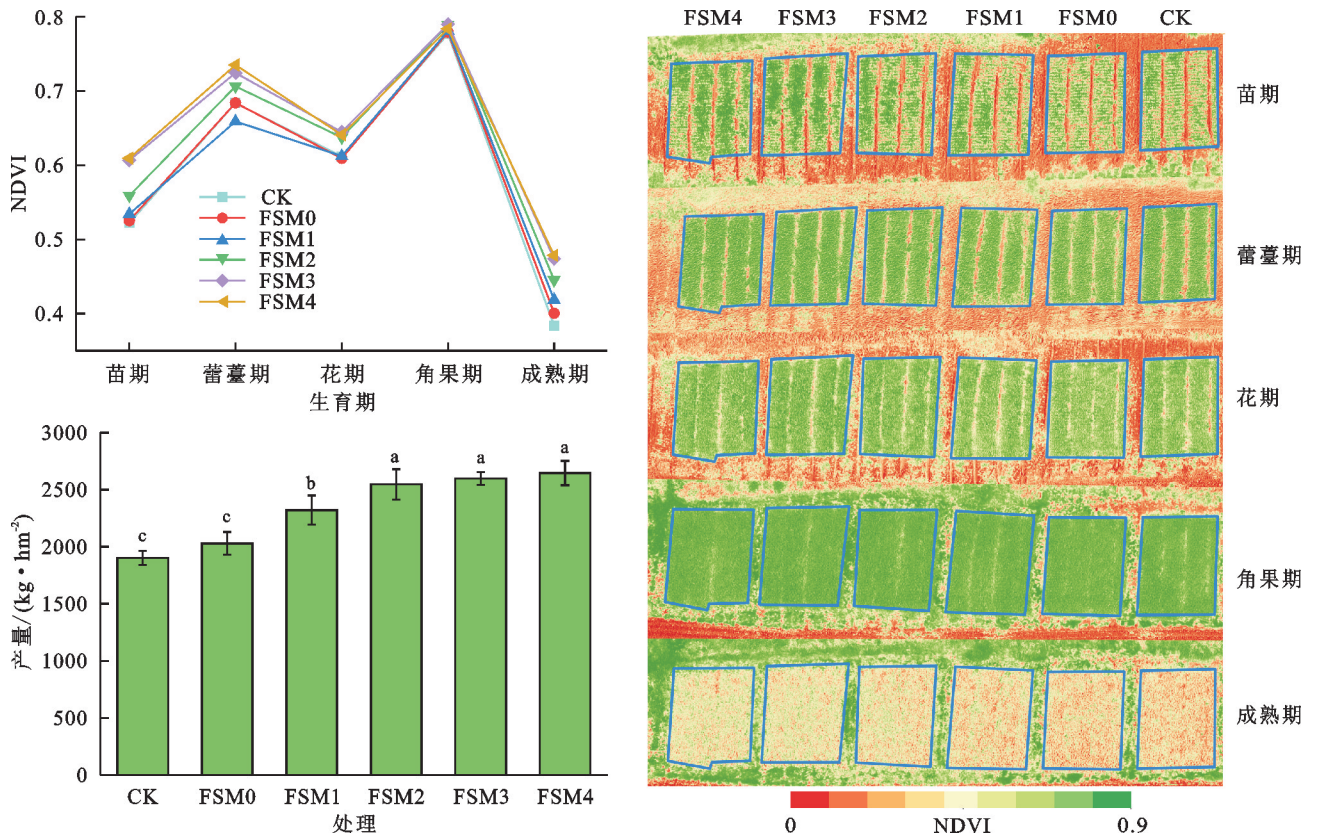 0.8
0.7
0.6
0.5
0.4
NDVI
CK
FSM0
FSM1
FSM2
FSM3
FSM4
苗期 蕾薹期 花期 角果期 成熟期
生育期
3000
2500
2000
1500
1000
500
0
产量/(kg·hm⁻²)
c c b a a a
CK FSM0 FSM1 FSM2 FSM3 FSM4
处理
FSM4 FSM3 FSM2 FSM1 FSM0 CK
苗期
蕾薹期
花期
角果期
成熟期
0 NDVI 0.9